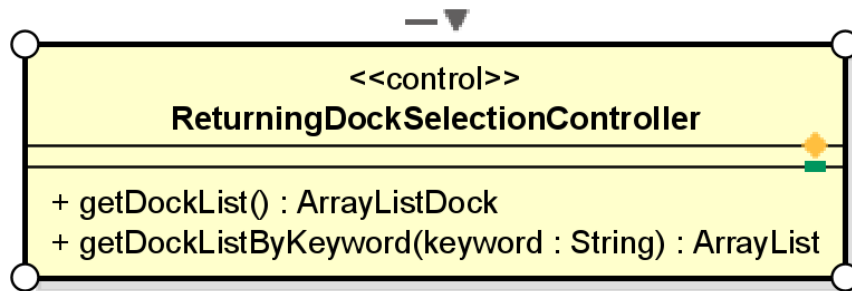 <<control>>
ReturningDockSelectionController
+ getDockList() : ArrayListDock
+ getDockListByKeyword(keyword : String) : ArrayList